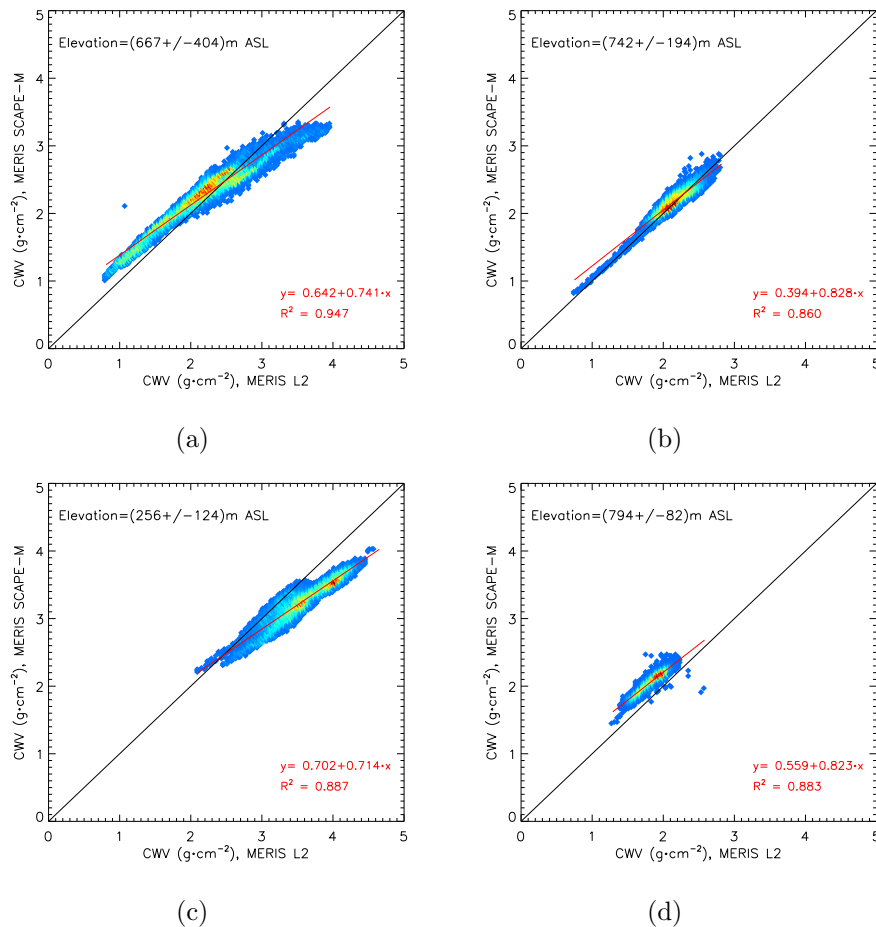 Elevation=(667+/−404)m ASL
CWV (g·cm⁻²), MERIS SCAPE−M
5
4
3
2
1
0
y= 0.642+0.741·x
R² = 0.947
0 1 2 3 4 5
CWV (g·cm⁻²), MERIS L2
(a)
Elevation=(742+/−194)m ASL
CWV (g·cm⁻²), MERIS SCAPE−M
5
4
3
2
1
0
y= 0.394+0.828·x
R² = 0.860
0 1 2 3 4 5
CWV (g·cm⁻²), MERIS L2
(b)
Elevation=(256+/−124)m ASL
CWV (g·cm⁻²), MERIS SCAPE−M
5
4
3
2
1
0
y= 0.702+0.714·x
R² = 0.887
0 1 2 3 4 5
CWV (g·cm⁻²), MERIS L2
(c)
Elevation=(794+/−82)m ASL
CWV (g·cm⁻²), MERIS SCAPE−M
5
4
3
2
1
0
y= 0.559+0.823·x
R² = 0.883
0 1 2 3 4 5
CWV (g·cm⁻²), MERIS L2
(d)